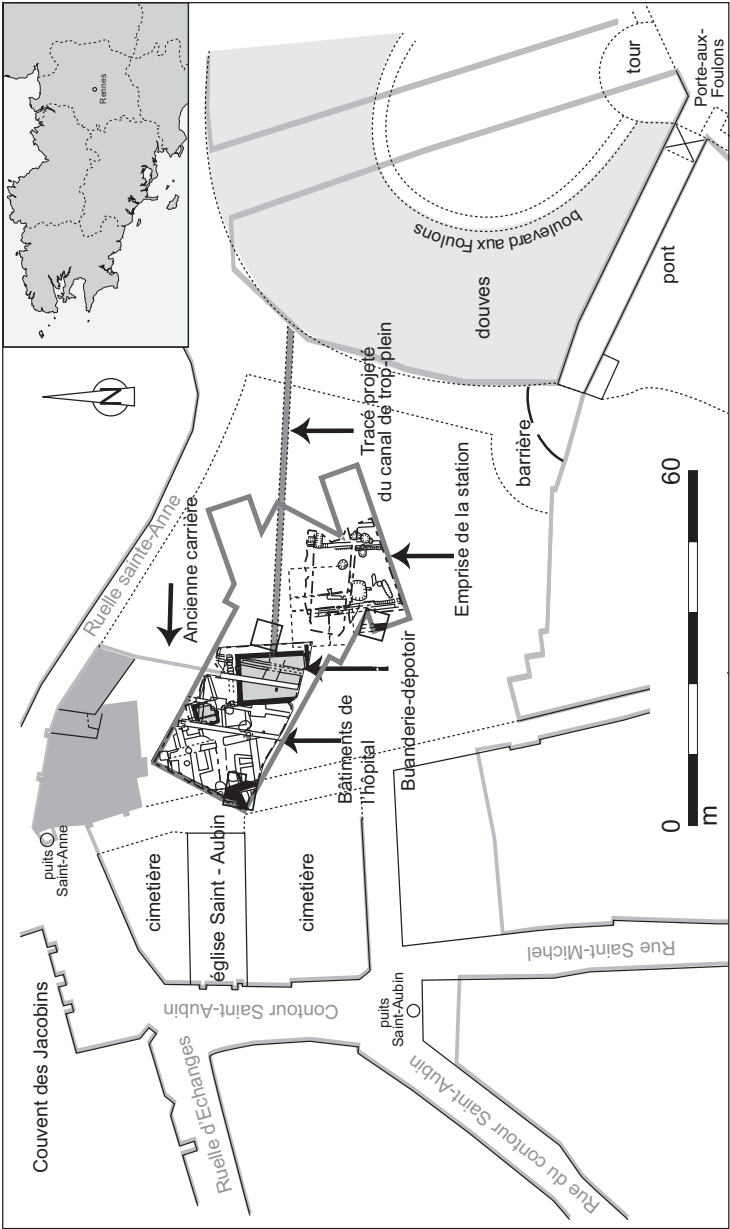 Couvent des Jacobins
puits
Saint-Anne
Ruelle sainte-Anne
Rennes
N
Ruelle d'Echanges
Contour Saint-Aubin
cimetière
église Saint - Aubin
cimetière
Ancienne carrière
Bâtiments de
l'hôpital
Buanderie-dépotoir
Emprise de la station
Tracé projeté
du canal de trop-plein
barrière
douves
boulevard aux Foulons
tour
Porte-aux-
Foulons
pont
puits
Saint-Aubin
Rue du contour Saint-Aubin
Rue Saint-Michel
0
60
m